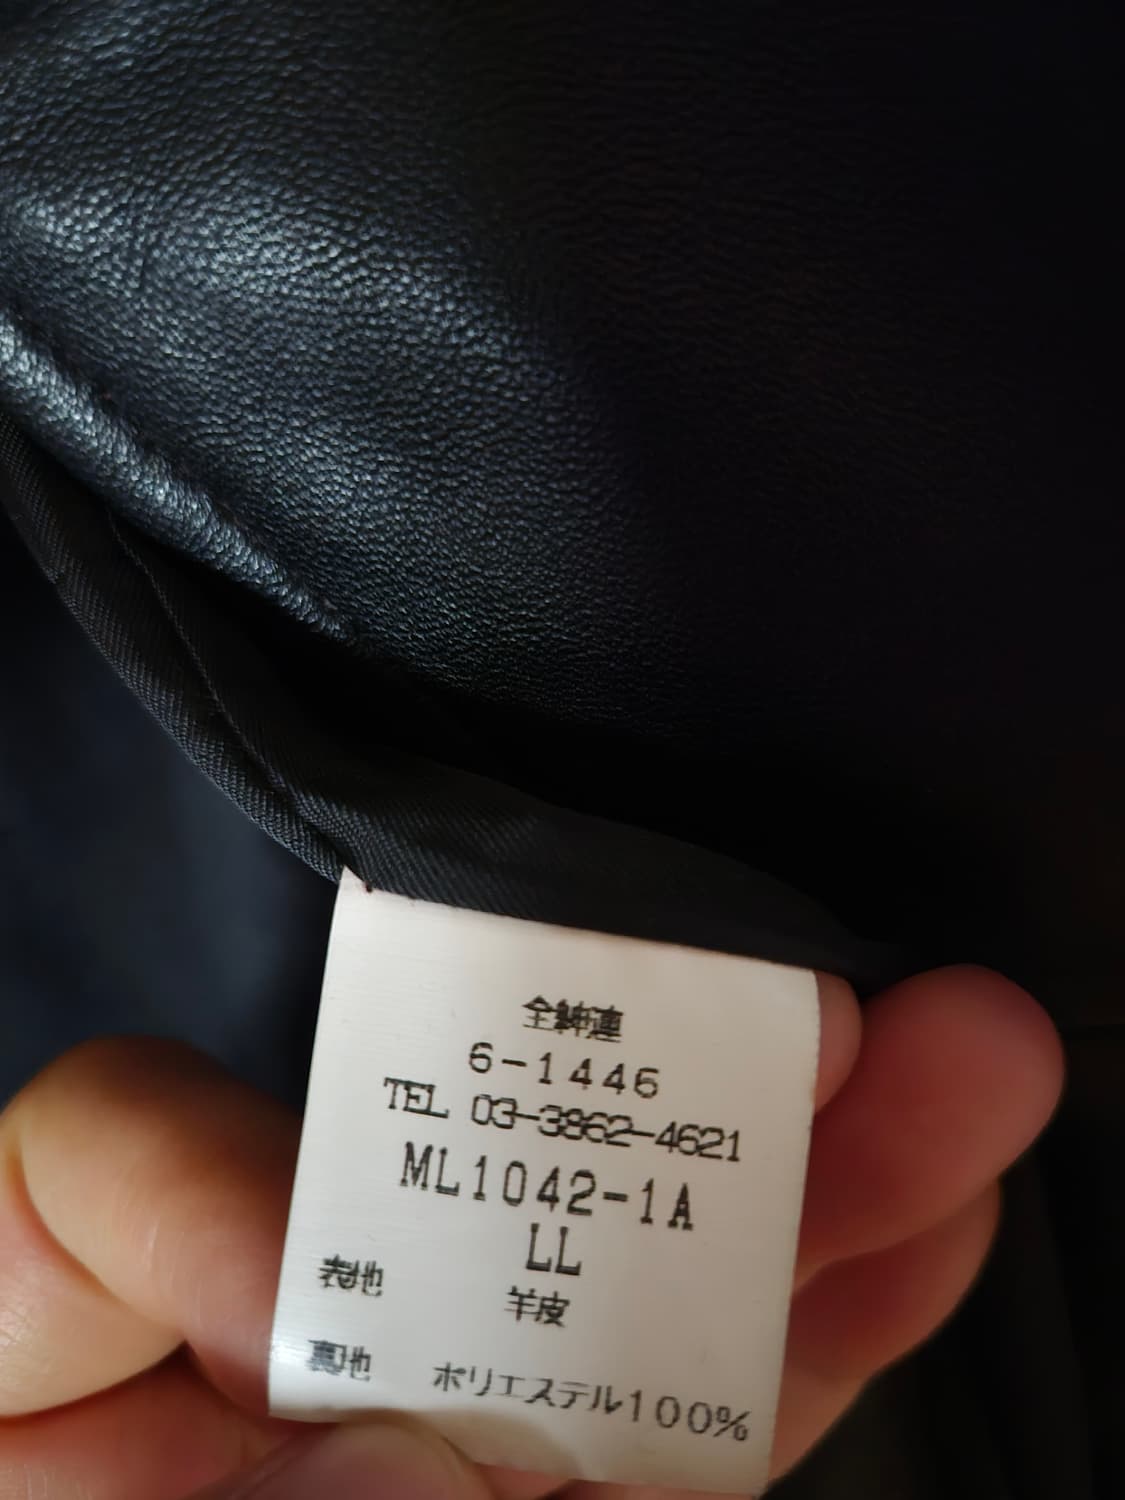 全紳連
6-1446
TEL 03-3862-4621
ML1042-1A
LL
表地 羊皮
裏地 ポリエステル100%